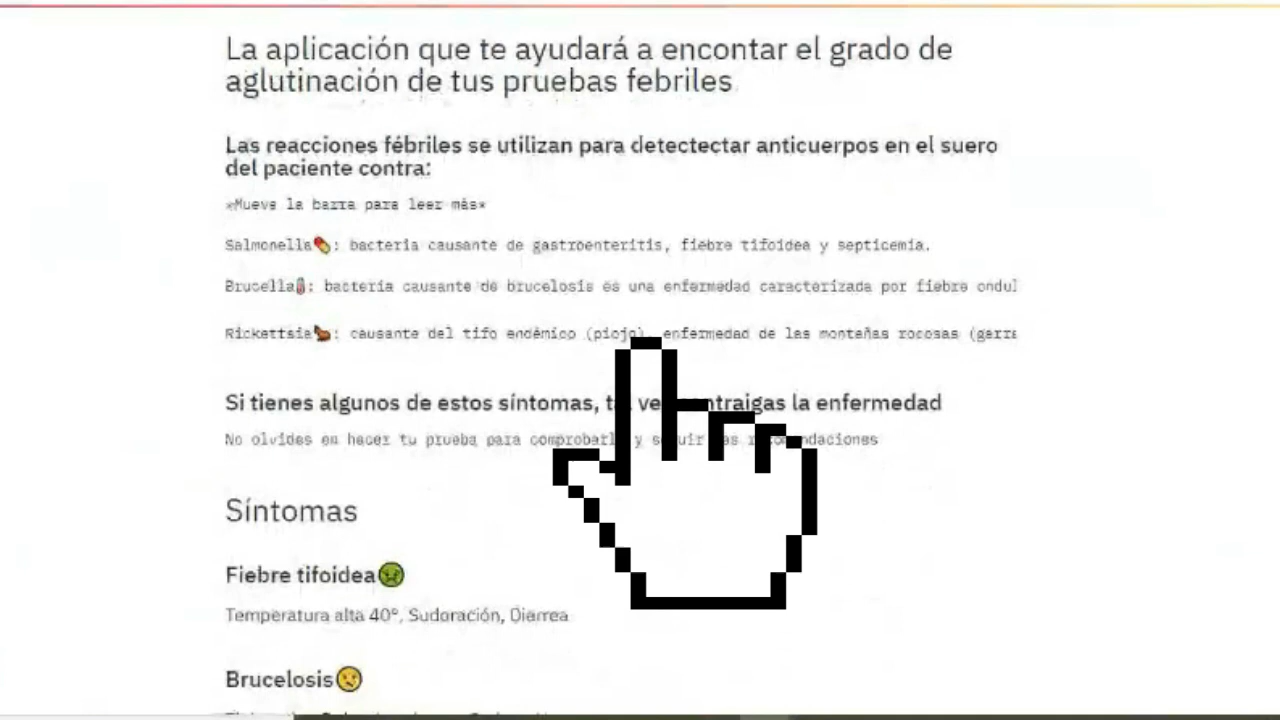 La aplicación que te ayudará a encontar el grado de
aglutinación de tus pruebas febriles
Las reacciones fébriles se utilizan para detectectar anticuerpos en el suero
del paciente contra:
*Mueve la barra para leer más*
Salmonella💊: bacteria causante de gastroenteritis, fiebre tifoidea y septicemia.
Brucella🌡️: bacteria causante de brucelosis es una enfermedad caracterizada por fiebre ondul
Rickettsia🐞: causante del tifo endémico (piojo), enfermedad de las montañas rocosas (garra
Si tienes algunos de estos síntomas, contraigas la enfermedad
No olvides en hacer tu prueba para y
Síntomas
Fiebre tifoidea🤢
Temperatura alta 40°, Sudoración, Diarrea
Brucelosis🤒